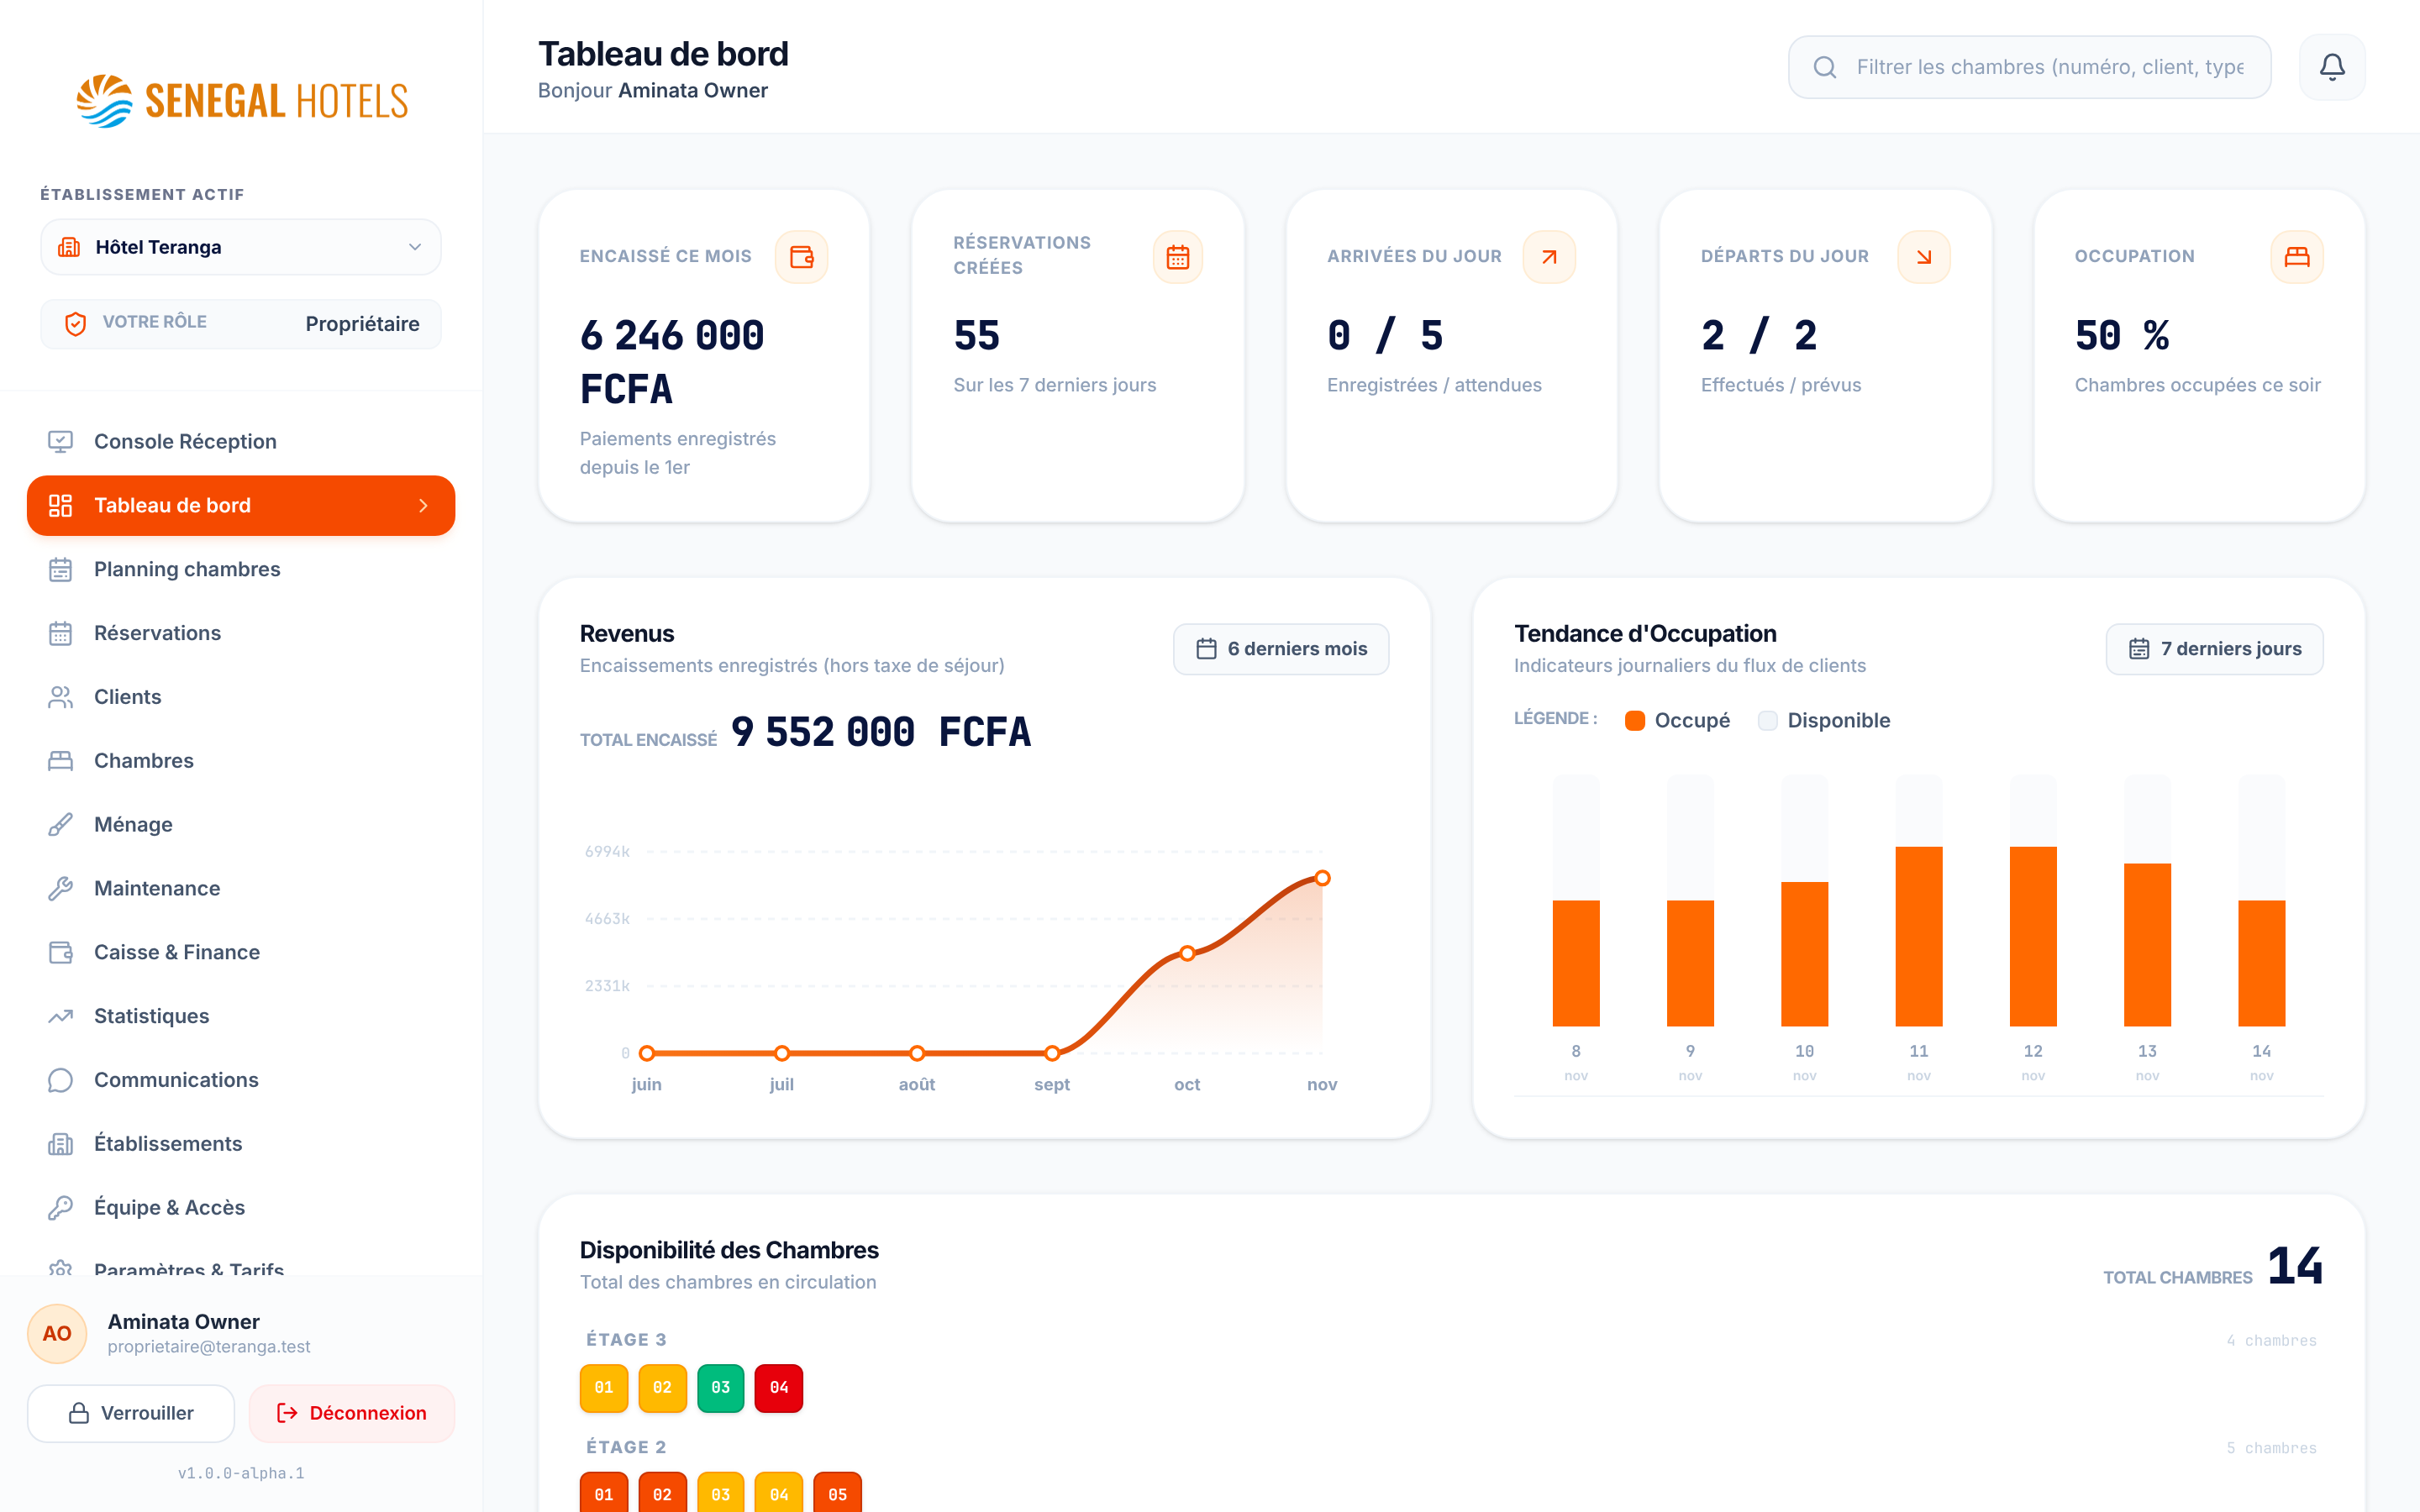 SENEGAL HOTELS
ÉTABLISSEMENT ACTIF
Hôtel Teranga
VOTRE RÔLE
Propriétaire
Console Réception
Tableau de bord
Planning chambres
Réservations
Clients
Chambres
Ménage
Maintenance
Caisse & Finance
Statistiques
Communications
Établissements
Équipe & Accès
Paramètres & Tarifs
AO
Aminata Owner
proprietaire@teranga.test
Verrouiller
Déconnexion
v1.0.0-alpha.1
Tableau de bord
Bonjour Aminata Owner
Filtrer les chambres (numéro, client, type
ENCAISSÉ CE MOIS
6 246 000
FCFA
Paiements enregistrés
depuis le 1er
RÉSERVATIONS
CRÉÉES
55
Sur les 7 derniers jours
ARRIVÉES DU JOUR
0 / 5
Enregistrées / attendues
DÉPARTS DU JOUR
2 / 2
Effectués / prévus
OCCUPATION
50 %
Chambres occupées ce soir
Revenus
Encaissements enregistrés (hors taxe de séjour)
6 derniers mois
TOTAL ENCAISSÉ 9 552 000 FCFA
6994k
4663k
2331k
0
juin juil août sept oct nov
Tendance d'Occupation
Indicateurs journaliers du flux de clients
7 derniers jours
LÉGENDE : Occupé Disponible
8 9 10 11 12 13 14
nov nov nov nov nov nov nov
Disponibilité des Chambres
Total des chambres en circulation
TOTAL CHAMBRES 14
ÉTAGE 3
4 chambres
01 02 03 04
ÉTAGE 2
5 chambres
01 02 03 04 05